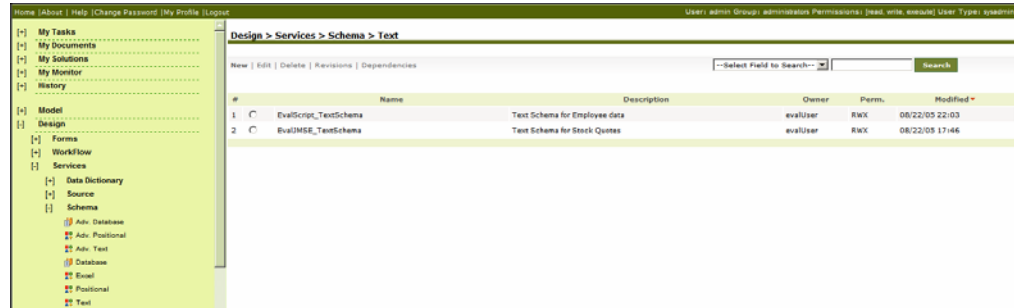 Home |About | Help |Change Password |My Profile |Logout
User: admin Group: administrators Permissions: [read, write, execute] User Type: sysadmin
[+] My Tasks
[+] My Documents
[+] My Solutions
[+] My Monitor
[+] History
[+] Model
[-] Design
[+] Forms
[+] WorkFlow
[-] Services
[+] Data Dictionary
[+] Source
[-] Schema
Adv. Database
Adv. Positional
Adv. Text
Database
Excel
Positional
Text
Design > Services > Schema > Text
New | Edit | Delete | Revisions | Dependencies
--Select Field to Search-- Search
# Name Description Owner Perm. Modified
1 EvalScript_TextSchema Text Schema for Employee data evalUser RWX 08/22/05 22:03
2 EvalUMSE_TextSchema Text Schema for Stock Quotes evalUser RWX 08/22/05 17:46